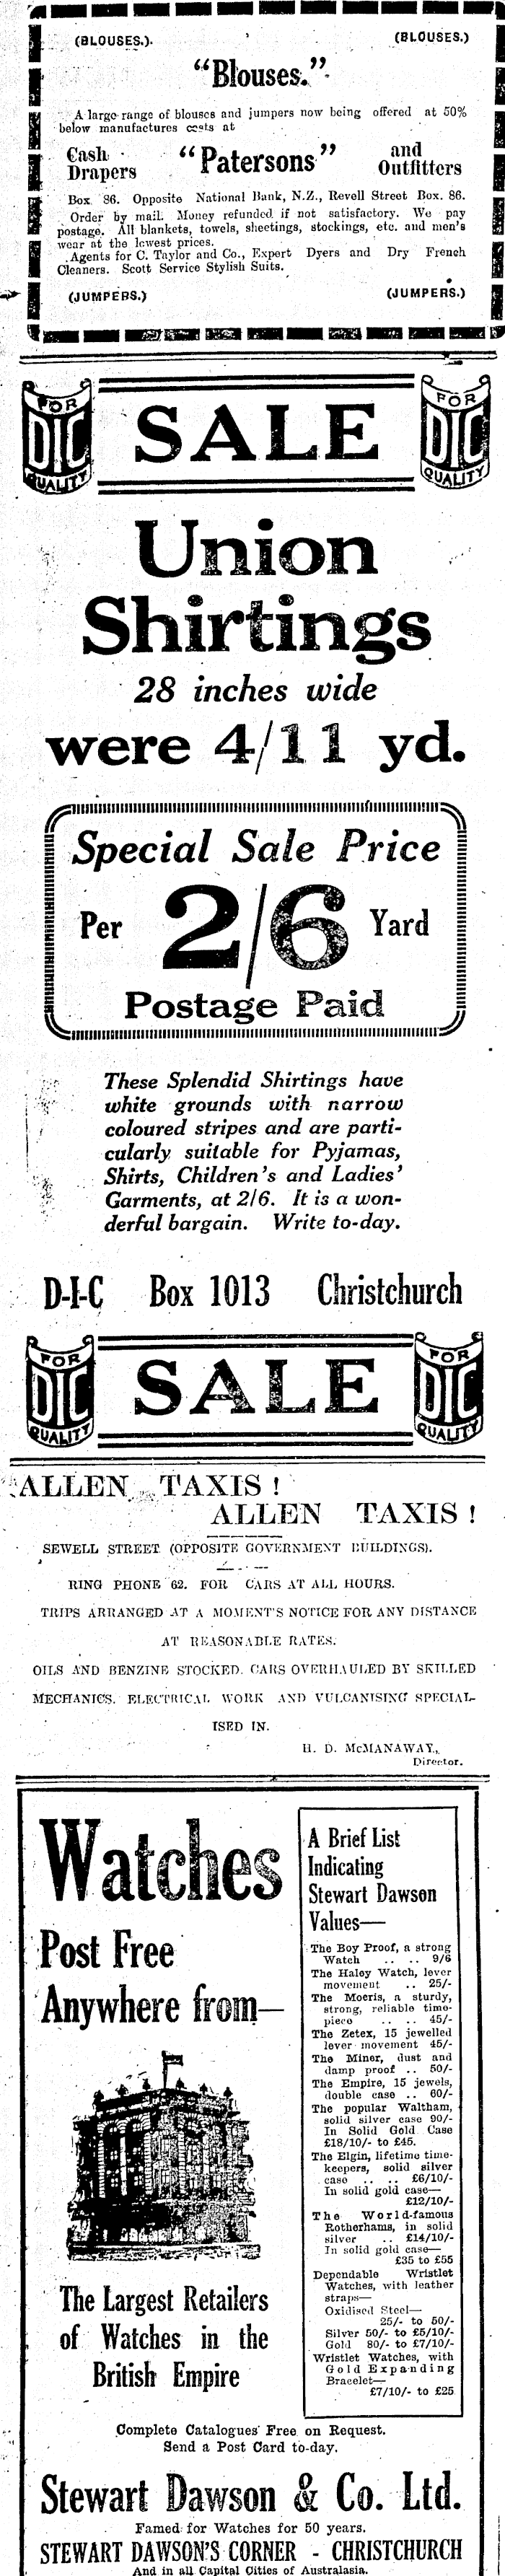 (BLOUSES.).
(BLOUSES.)
“Blouses.”
A large range of blouses and jumpers now being offered at 50%
below manufactures costs at
Cash
Drapers
“Patersons”
and
Outfitters
Box 86. Opposite National Bank, N.Z., Revell Street Box. 86.
Order by mail. Money refunded if not satisfactory. We pay
postage. All blankets, towels, sheetings, stockings, etc. and men's
wear at the lowest prices.
Agents for C. Taylor and Co., Expert Dyers and Dry French
Cleaners. Scott Service Stylish Suits.
(JUMPERS.)
(JUMPERS.)
FOR
DIC
QUALITY
SALE
FOR
DIC
QUALITY
Union
Shirtings
28 inches wide
were 4/11 yd.
Special Sale Price
Per 2/6 Yard
Postage Paid
These Splendid Shirtings have
white grounds with narrow
coloured stripes and are parti-
cularly suitable for Pyjamas,
Shirts, Children's and Ladies'
Garments, at 2/6. It is a won-
derful bargain. Write to-day.
D-I-C Box 1013 Christchurch
FOR
DIC
QUALITY
SALE
FOR
DIC
QUALITY
ALLEN TAXIS !
ALLEN TAXIS !
SEWELL STREET (OPPOSITE GOVERNMENT BUILDINGS).
RING PHONE 62. FOR CARS AT ALL HOURS.
TRIPS ARRANGED AT A MOMENT'S NOTICE FOR ANY DISTANCE
AT REASONABLE RATES.
OILS AND BENZINE STOCKED. CARS OVERHAULED BY SKILLED
MECHANICS. ELECTRICAL WORK AND VULCANISING SPECIAL-
ISED IN.
H. D. McMANAWAY.,
Director.
Watches
Post Free
Anywhere from—
The Largest Retailers
of Watches in the
British Empire
A Brief List
Indicating
Stewart Dawson
Values—
The Boy Proof, a strong
Watch .. .. 9/6
The Haley Watch, lever
movement .. 25/-
The Moeris, a sturdy,
strong, reliable time-
piece .. .. 45/-
The Zetex, 15 jewelled
lever movement 45/-
The Miner, dust and
damp proof .. 50/-
The Empire, 15 jewels,
double case .. 60/-
The popular Waltham,
solid silver case 90/-
In Solid Gold Case
£18/10/- to £45.
The Elgin, lifetime time-
keepers, solid silver
case .. .. £6/10/-
In solid gold case—
£12/10/-
The World-famous
Rotherhams, in solid
silver .. £14/10/-
In solid gold case—
£35 to £55
Dependable Wristlet
Watches, with leather
straps—
Oxidised Steel—
25/- to 50/-
Silver 50/- to £5/10/-
Gold 80/- to £7/10/-
Wristlet Watches, with
Gold Expanding
Bracelet—
£7/10/- to £25
Complete Catalogues Free on Request.
Send a Post Card to-day.
Stewart Dawson & Co. Ltd.
Famed for Watches for 50 years.
STEWART DAWSON'S CORNER - CHRISTCHURCH
And in all Capital Cities of Australasia.